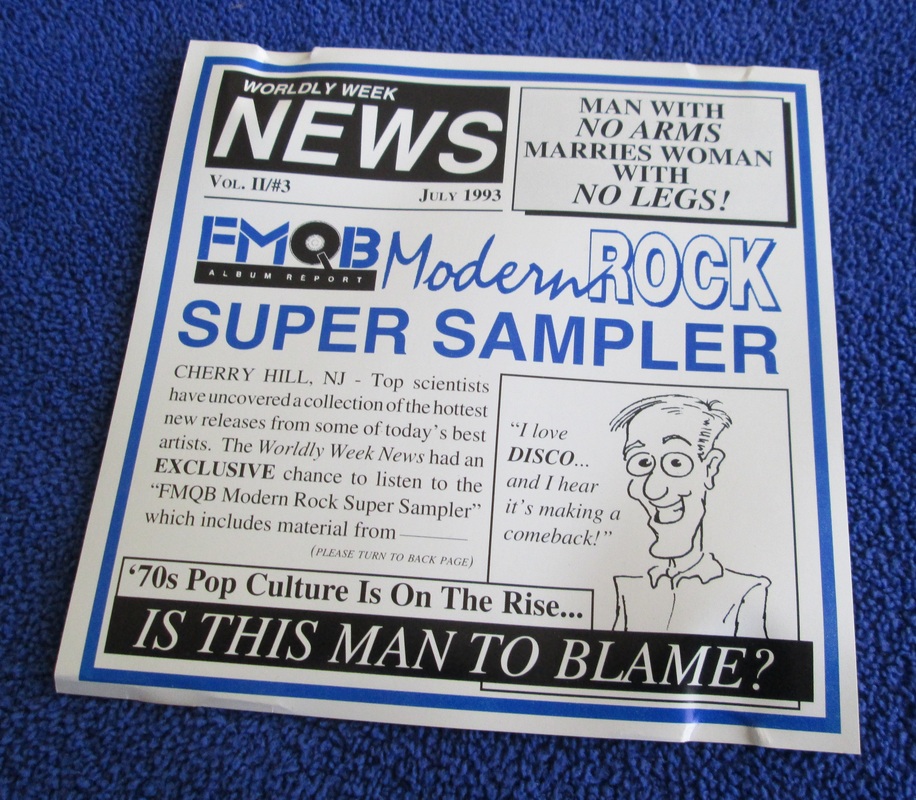 WORLDLY WEEK
NEWS
VOL. II/#3
JULY 1993
MAN WITH
NO ARMS
MARRIES WOMAN
WITH
NO LEGS!
FMQB
ALBUM REPORT
Modern ROCK
SUPER SAMPLER
CHERRY HILL, NJ - Top scientists
have uncovered a collection of the hottest
new releases from some of today's best
artists. The Worldly Week News had an
EXCLUSIVE chance to listen to the
"FMQB Modern Rock Super Sampler"
which includes material from
(PLEASE TURN TO BACK PAGE)
"I love
DISCO...
and I hear
it's making a
comeback!"
'70s Pop Culture Is On The Rise...
IS THIS MAN TO BLAME?